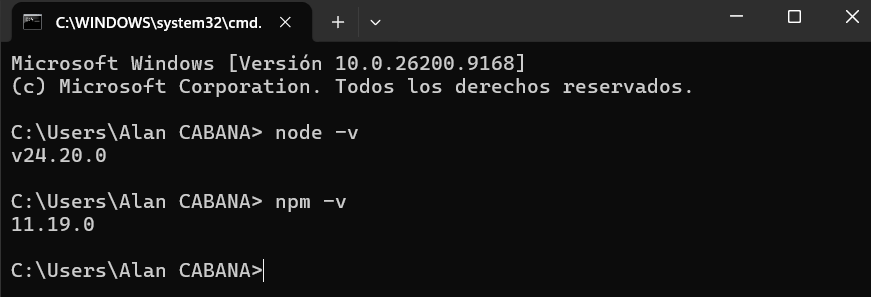 C:\WINDOWS\system32\cmd.
Microsoft Windows [Versión 10.0.26200.9168]
(c) Microsoft Corporation. Todos los derechos reservados.
C:\Users\Alan CABANA> node -v
v24.20.0
C:\Users\Alan CABANA> npm -v
11.19.0
C:\Users\Alan CABANA>